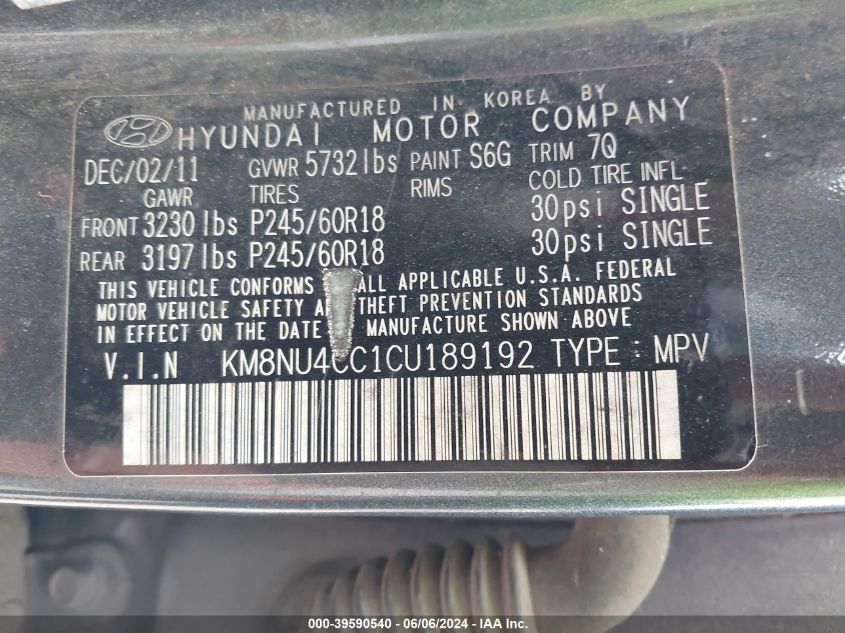 MANUFACTURED IN KOREA BY
HYUNDAI MOTOR COMPANY
DEC/02/11 GVWR 5732 lbs PAINT S6G TRIM 7Q
GAWR TIRES RIMS COLD TIRE INFL.
FRONT 3230 lbs P245/60R18 30psi SINGLE
REAR 3197 lbs P245/60R18 30psi SINGLE
THIS VEHICLE CONFORMS ALL APPLICABLE U.S.A. FEDERAL
MOTOR VEHICLE SAFETY THEFT PREVENTION STANDARDS
IN EFFECT ON THE DATE MANUFACTURE SHOWN ABOVE
V.I.N KM8NU4CC1CU189192 TYPE : MPV
000-39590540 - 06/06/2024 - IAA Inc.